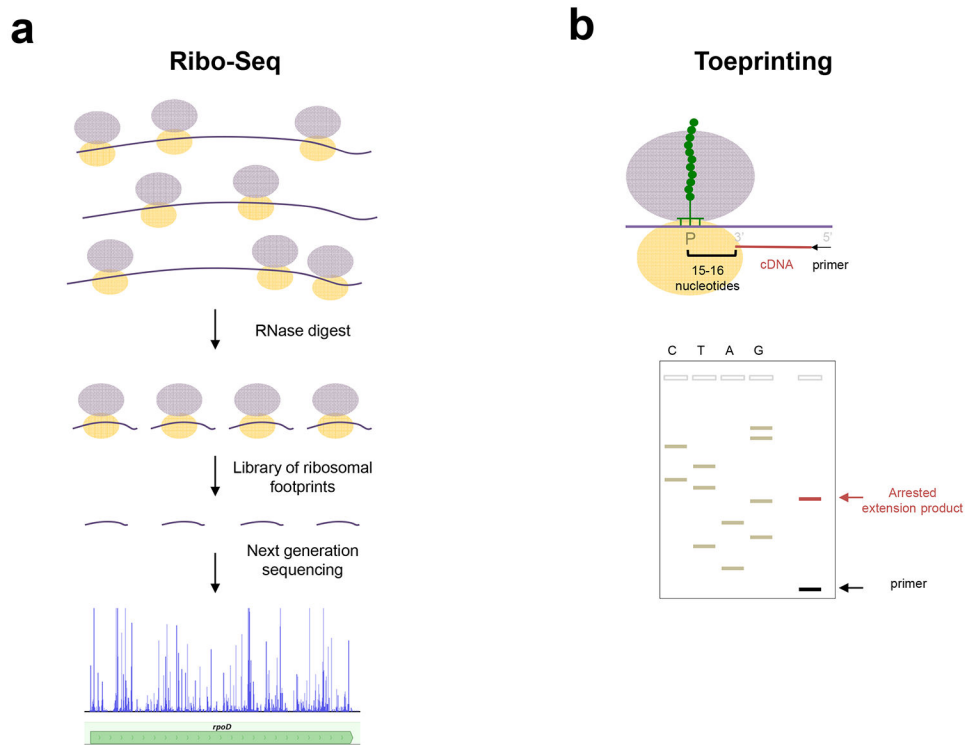 a
Ribo-Seq
RNase digest
Library of ribosomal
footprints
Next generation
sequencing
rpoD
b
Toeprinting
P
3'
5'
cDNA
primer
15-16
nucleotides
C T A G
Arrested
extension product
primer